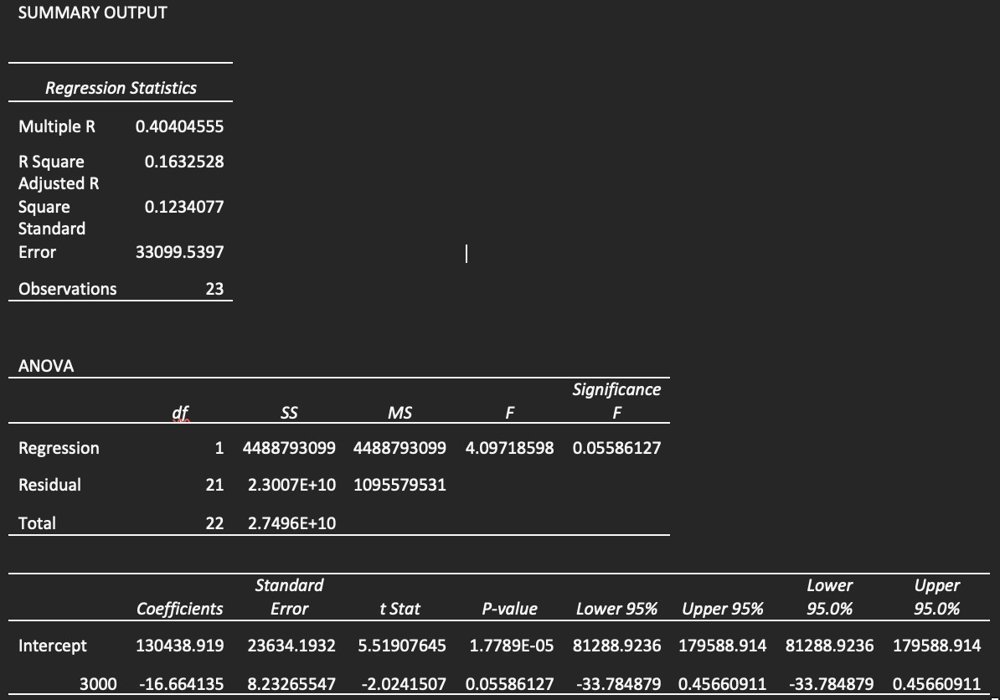 SUMMARY OUTPUT
Regression Statistics
Multiple R 0.40404555
R Square 0.1632528
Adjusted R
Square 0.1234077
Standard
Error 33099.5397
Observations 23
ANOVA
Significance
df SS MS F F
Regression 1 4488793099 4488793099 4.09718598 0.05586127
Residual 21 2.3007E+10 1095579531
Total 22 2.7496E+10
Standard Lower Upper
Coefficients Error t Stat P-value Lower 95% Upper 95% 95.0% 95.0%
Intercept 130438.919 23634.1932 5.51907645 1.7789E-05 81288.9236 179588.914 81288.9236 179588.914
3000 -16.664135 8.23265547 -2.0241507 0.05586127 -33.784879 0.45660911 -33.784879 0.45660911